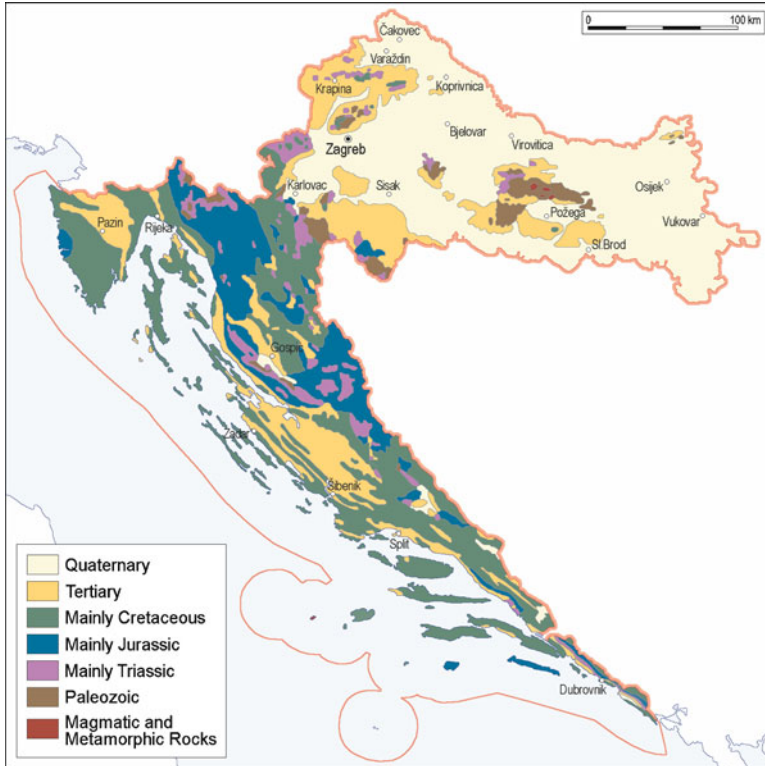 0 100 km
Čakovec
Varaždin
Krapina
Koprivnica
Bjelovar
Virovitica
Zagreb
Karlovac
Sisak
Osijek
Požega
Vukovar
Sl.Brod
Pazin
Rijeka
Gospić
Zadar
Šibenik
Split
Dubrovnik
Quaternary
Tertiary
Mainly Cretaceous
Mainly Jurassic
Mainly Triassic
Paleozoic
Magmatic and
Metamorphic Rocks